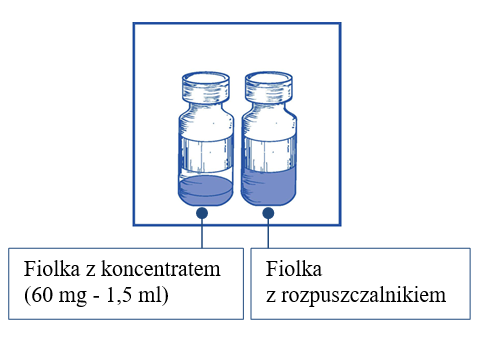 Fiolka z koncentratem
(60 mg - 1,5 ml)
Fiolka
z rozpuszczalnikiem